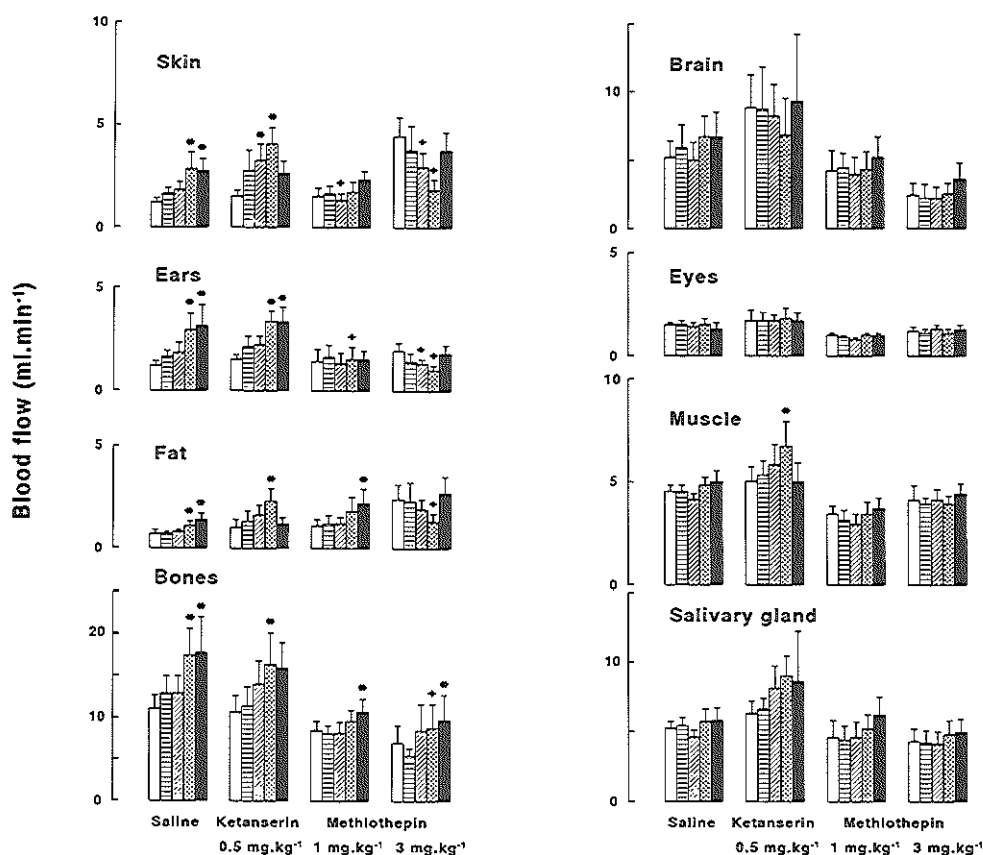 Blood flow (ml.min⁻¹)
10
Skin
5
0
Ears
5
0
Fat
5
0
Bones
20
10
0
Saline Ketanserin Methiothepin
0.5 mg.kg⁻¹ 1 mg.kg⁻¹ 3 mg.kg⁻¹
Brain
10
0
5
Eyes
0
10
Muscle
5
0
Salivary gland
10
0
Saline Ketanserin Methiothepin
0.5 mg.kg⁻¹ 1 mg.kg⁻¹ 3 mg.kg⁻¹